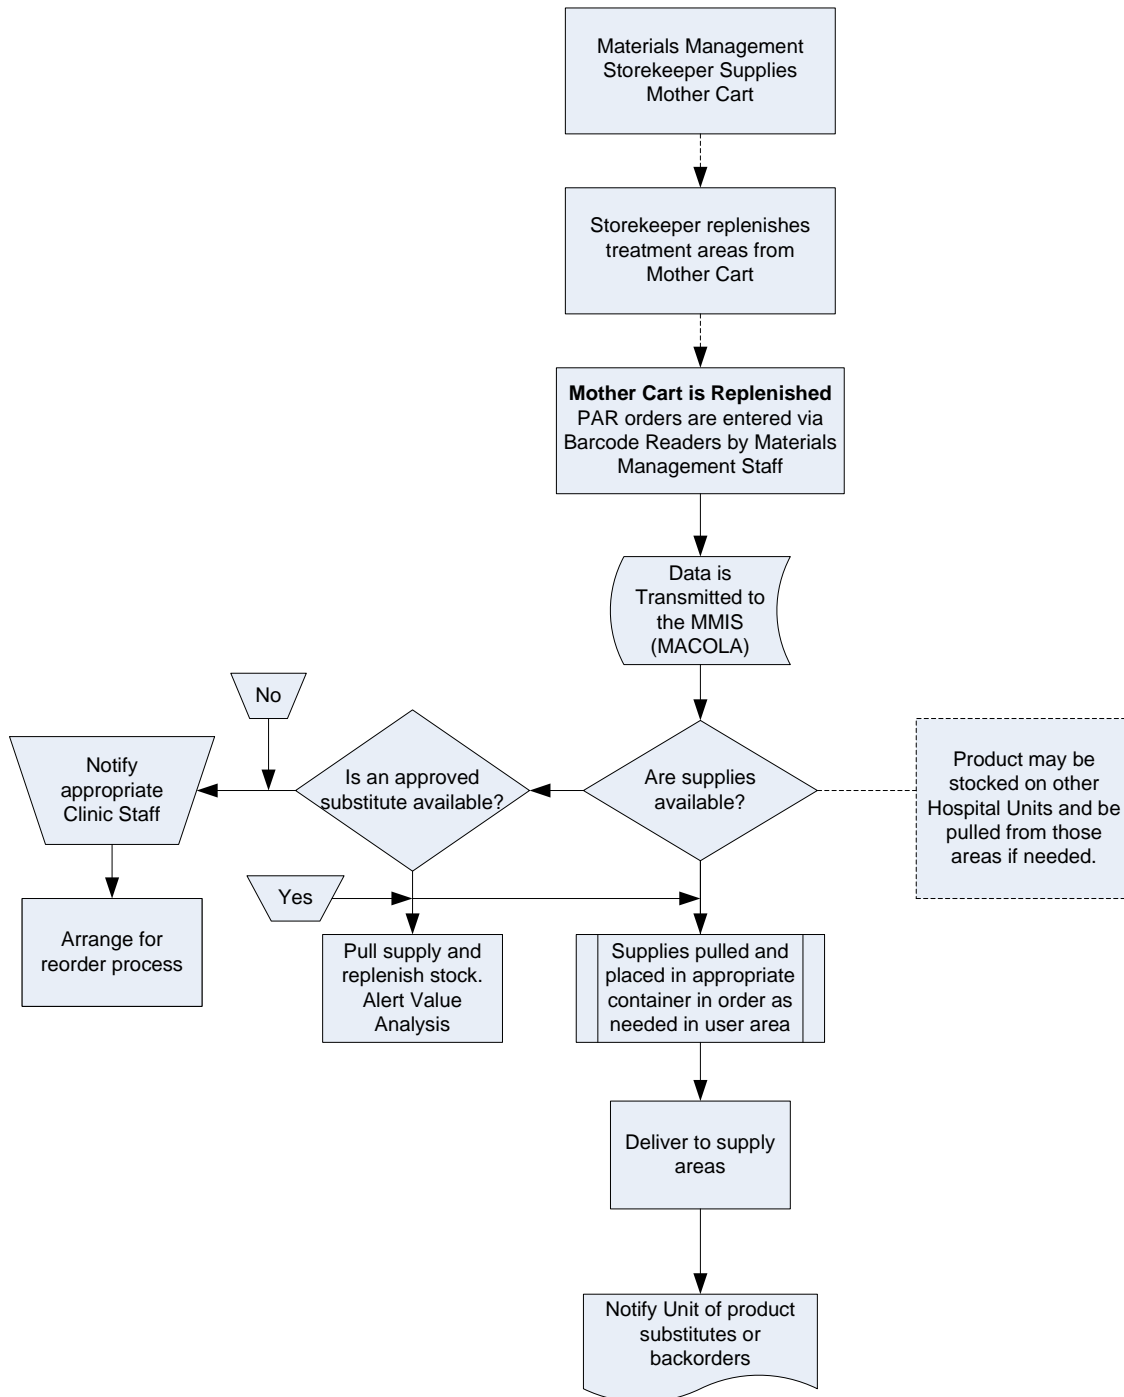 Materials Management
Storekeeper Supplies
Mother Cart
Storekeeper replenishes
treatment areas from
Mother Cart
Mother Cart is Replenished
PAR orders are entered via
Barcode Readers by Materials
Management Staff
Data is
Transmitted to
the MMIS
(MACOLA)
No
Notify
appropriate
Clinic Staff
Is an approved
substitute available?
Are supplies
available?
Product may be
stocked on other
Hospital Units and be
pulled from those
areas if needed.
Yes
Arrange for
reorder process
Pull supply and
replenish stock.
Alert Value
Analysis
Supplies pulled and
placed in appropriate
container in order as
needed in user area
Deliver to supply
areas
Notify Unit of product
substitutes or
backorders